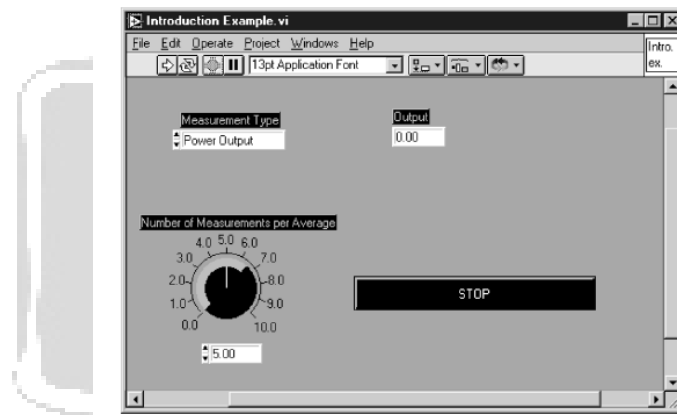 Introduction Example.vi
File Edit Operate Project Windows Help
13pt Application Font
Intro.
ex.
Measurement Type
Power Output
Output
0.00
Number of Measurements per Average
4.0 5.0 6.0
3.0 7.0
2.0 8.0
1.0 9.0
0.0 10.0
5.00
STOP